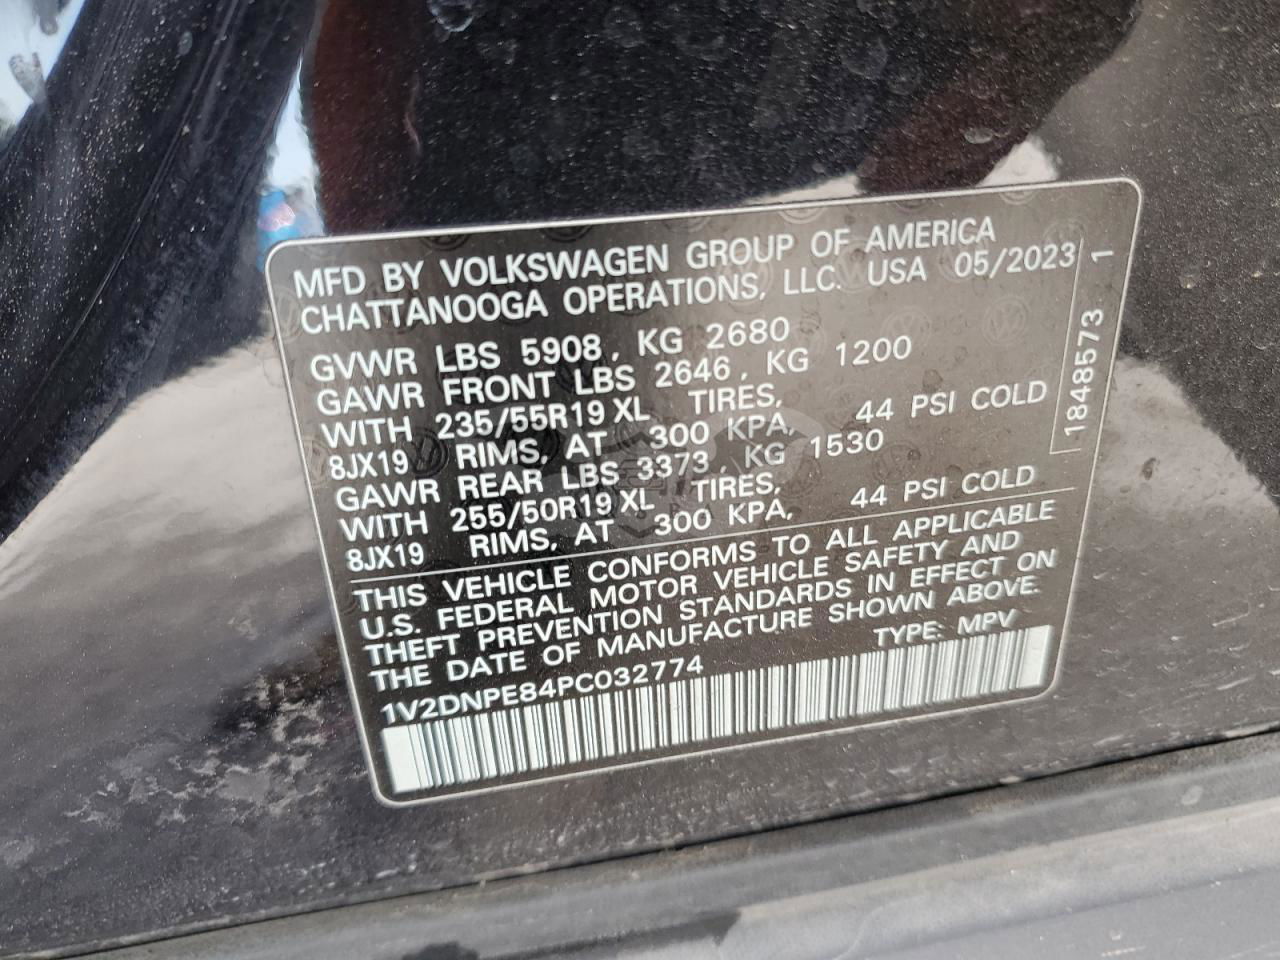 MFD BY VOLKSWAGEN GROUP OF AMERICA
CHATTANOOGA OPERATIONS, LLC. USA 05/2023
GVWR LBS 5908, KG 2680
GAWR FRONT LBS 2646, KG 1200
WITH 235/55R19 XL TIRES,
8JX19 RIMS, AT 300 KPA, 44 PSI COLD
GAWR REAR LBS 3373, KG 1530
WITH 255/50R19 XL TIRES,
8JX19 RIMS, AT 300 KPA, 44 PSI COLD
THIS VEHICLE CONFORMS TO ALL APPLICABLE
U.S. FEDERAL MOTOR VEHICLE SAFETY AND
THEFT PREVENTION STANDARDS IN EFFECT ON
THE DATE OF MANUFACTURE SHOWN ABOVE.
1V2DNPE84PC032774 TYPE: MPV
1848573 1